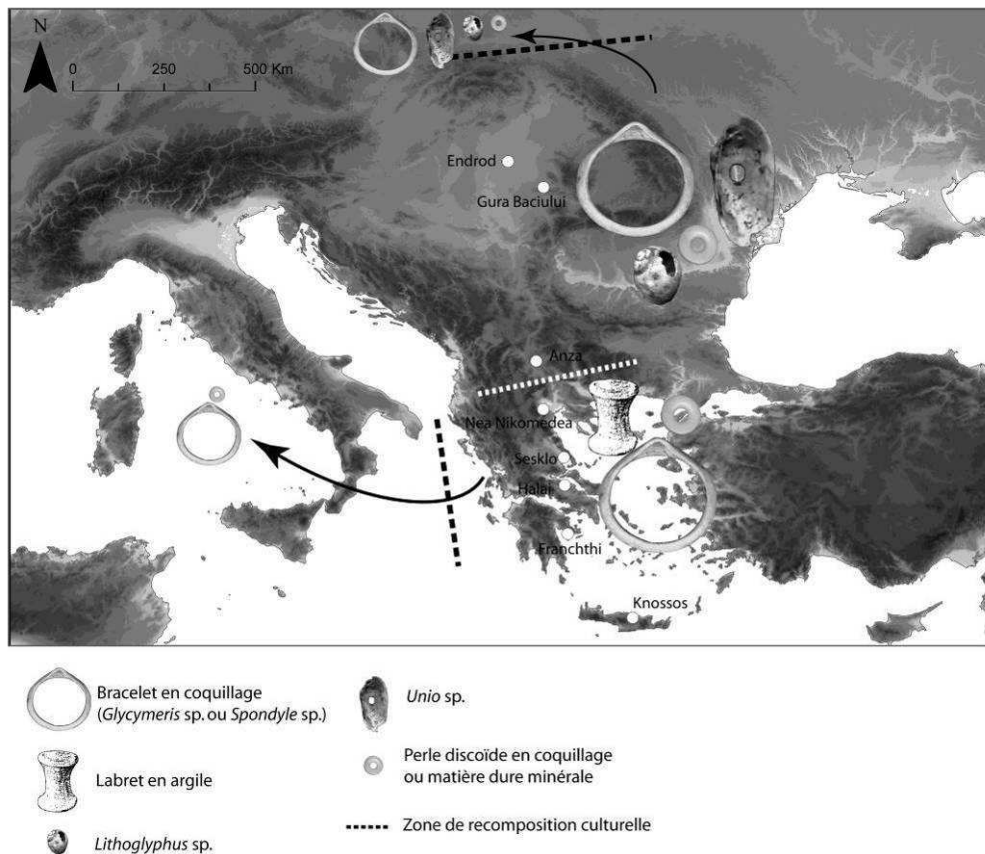 N
0 250 500 Km
Endrod
Gura Baciului
Anza
Nea Nikomedea
Sesklo
Halai
Franchthi
Knossos
Bracelet en coquillage
(Glycymeris sp. ou Spondyle sp.)
Labret en argile
Lithoglyphus sp.
Unio sp.
Perle discoïde en coquillage
ou matière dure minérale
Zone de recomposition culturelle